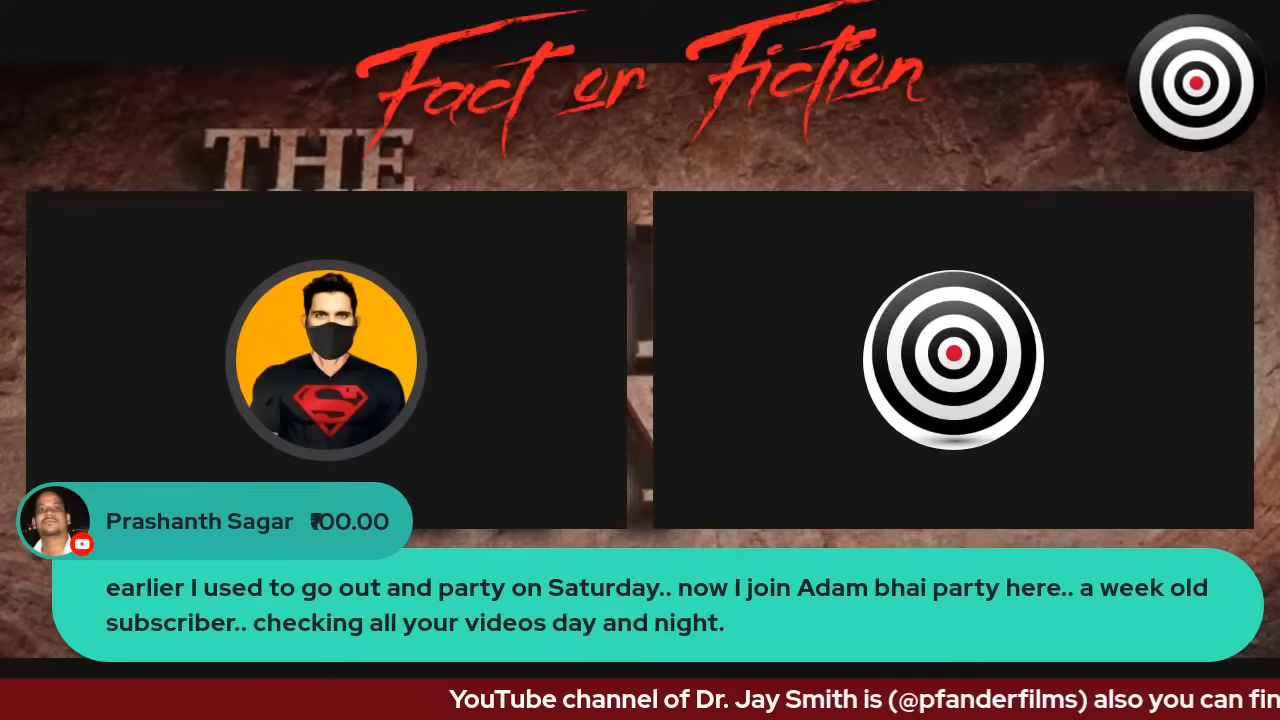 Fact or Fiction
THE
Prashanth Sagar
earlier I used to go out and party on Saturday.. now I join Adam bhai party here.. a week old
subscriber.. checking all your videos day and night.
YouTube channel of Dr. Jay Smith is (@pfanderfilms) also you can fin